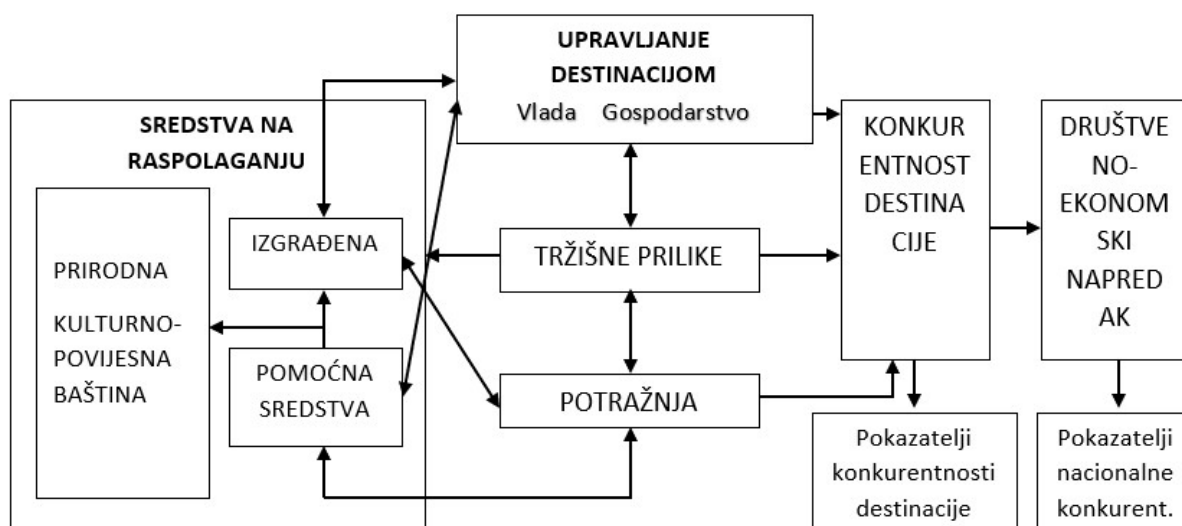 UPRAVLJANJE
DESTINACIJOM
Vlada Gospodarstvo
SREDSTVA NA
RASPOLAGANJU
PRIRODNA
KULTURNO-
POVIJESNA
BAŠTINA
IZGRAĐENA
POMOĆNA
SREDSTVA
TRŽIŠNE PRILIKE
POTRAŽNJA
KONKUR
ENTNOST
DESTINA
CIJE
DRUŠTVE
NO-
EKONOM
SKI
NAPRED
AK
Pokazatelji
konkurentnosti
destinacije
Pokazatelji
nacionalne
konkurent.